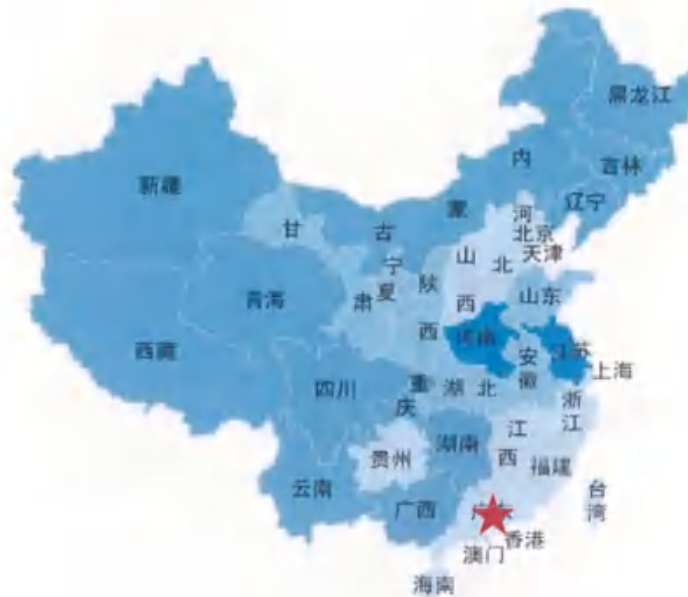 黑龙江
吉林
内蒙古
辽宁
新疆
甘肃
河北
北京
天津
宁夏
山西
陕西
青海
山东
西藏
河南
江苏
安徽
上海
四川
重庆
湖北
浙江
湖南
江西
贵州
福建
云南
广西
台湾
广东
香港
澳门
海南